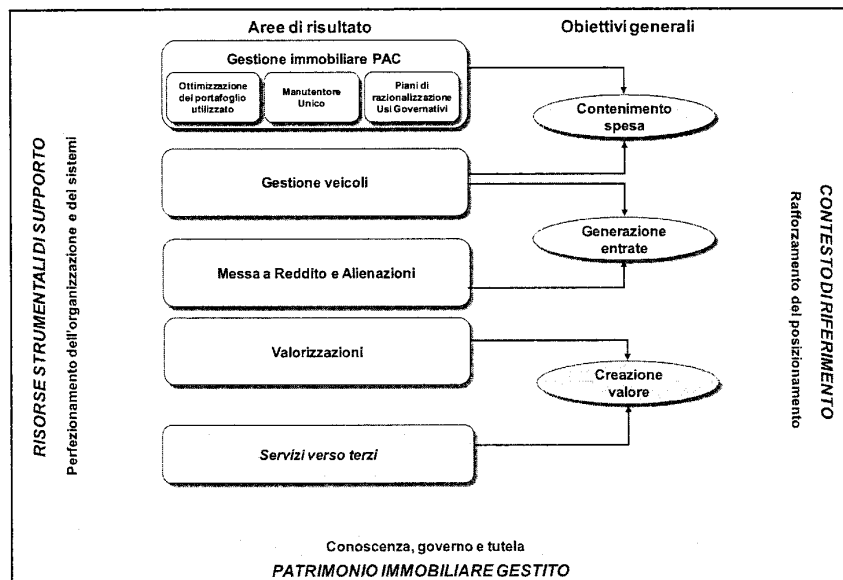 Aree di risultato
Obiettivi generali
Gestione immobiliare PAC
Ottimizzazione
del portafoglio
utilizzato
Manutentore
Unico
Piani di
razionalizzazione
Usi Governativi
Contenimento
spesa
Gestione veicoli
Generazione
entrate
Messa a Reddito e Alienazioni
Valorizzazioni
Creazione
valore
Servizi verso terzi
RISORSE STRUMENTALI DI SUPPORTO
Perfezionamento dell'organizzazione e dei sistemi
CONTESTO DI RIFERIMENTO
Rafforzamento del posizionamento
Conoscenza, governo e tutela
PATRIMONIO IMMOBILIARE GESTITO